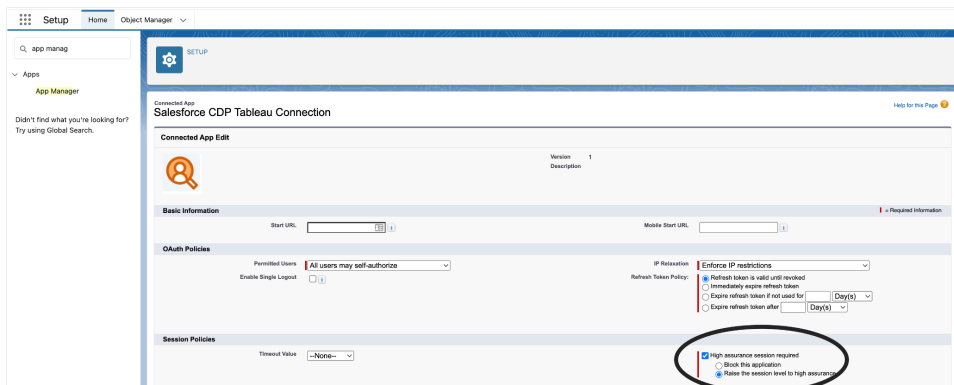 Setup
Home
Object Manager
app manag
Apps
App Manager
Didn't find what you're looking for?
Try using Global Search.
SETUP
Connected App
Salesforce CDP Tableau Connection
Help for this Page
Connected App Edit
Version 1
Description
Basic Information
= Required Information
Start URL
Mobile Start URL
OAuth Policies
Permitted Users All users may self-authorize
IP Relaxation Enforce IP restrictions
Enable Single Logout
Refresh Token Policy: Refresh token is valid until revoked
Immediately expire refresh token
Expire refresh token if not used for Day(s)
Expire refresh token after Day(s)
Session Policies
Timeout Value --None--
High assurance session required
Block this application
Raise the session level to high assurance